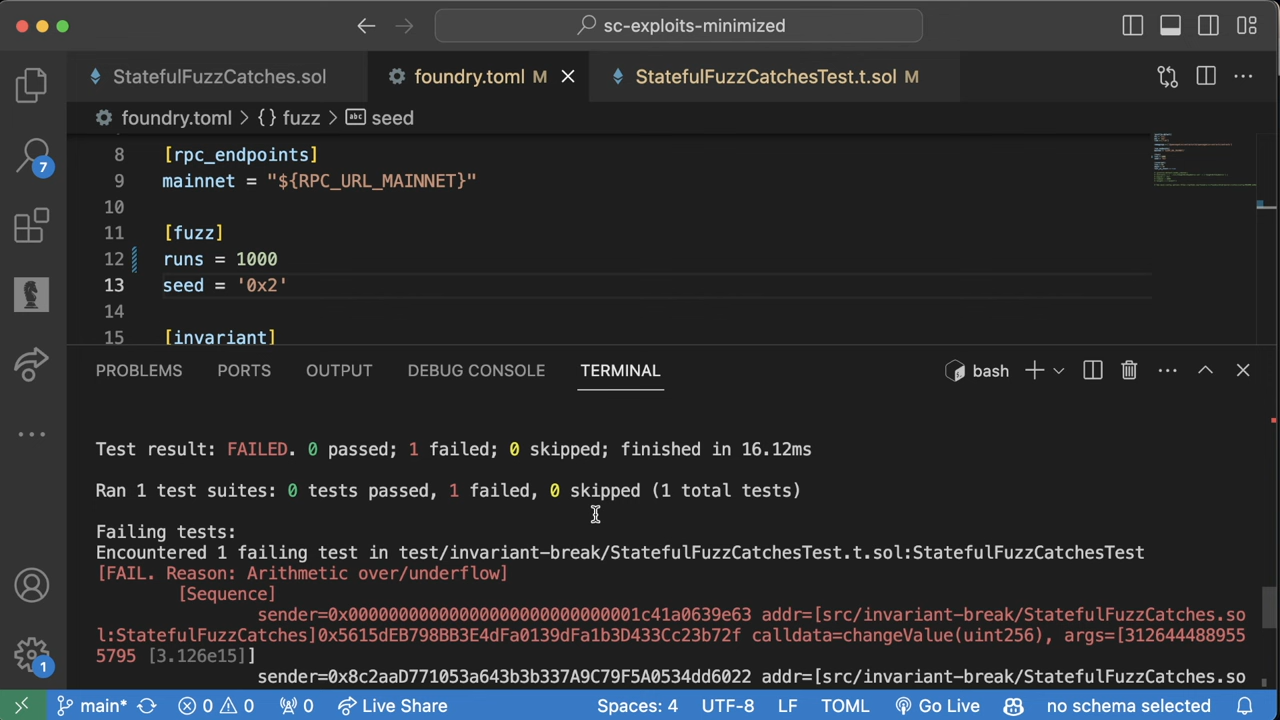 sc-exploits-minimized
StatefulFuzzCatches.sol
foundry.toml M
StatefulFuzzCatchesTest.t.sol M
foundry.toml > {} fuzz > abc seed
7
8 [rpc_endpoints]
9 mainnet = "${RPC_URL_MAINNET}"
10
11 [fuzz]
12 runs = 1000
13 seed = '0x2'
14
15 [invariant]
PROBLEMS PORTS OUTPUT DEBUG CONSOLE TERMINAL bash
Test result: FAILED. 0 passed; 1 failed; 0 skipped; finished in 16.12ms
Ran 1 test suites: 0 tests passed, 1 failed, 0 skipped (1 total tests)
Failing tests:
Encountered 1 failing test in test/invariant-break/StatefulFuzzCatchesTest.t.sol:StatefulFuzzCatchesTest
[FAIL. Reason: Arithmetic over/underflow]
[Sequence]
sender=0x00000000000000000000000000001c41a0639e63 addr=[src/invariant-break/StatefulFuzzCatches.so
l:StatefulFuzzCatches]0x5615dEB798BB3E4dFa0139dFa1b3D433Cc23b72f calldata=changeValue(uint256), args=[312644488955
5795 [3.126e15]]
sender=0x8c2aaD771053a643b3b337A9C79F5A0534dd6022 addr=[src/invariant-break/StatefulFuzzCatches.so
1
main* 0 0 0 Live Share Spaces: 4 UTF-8 LF TOML Go Live no schema selected